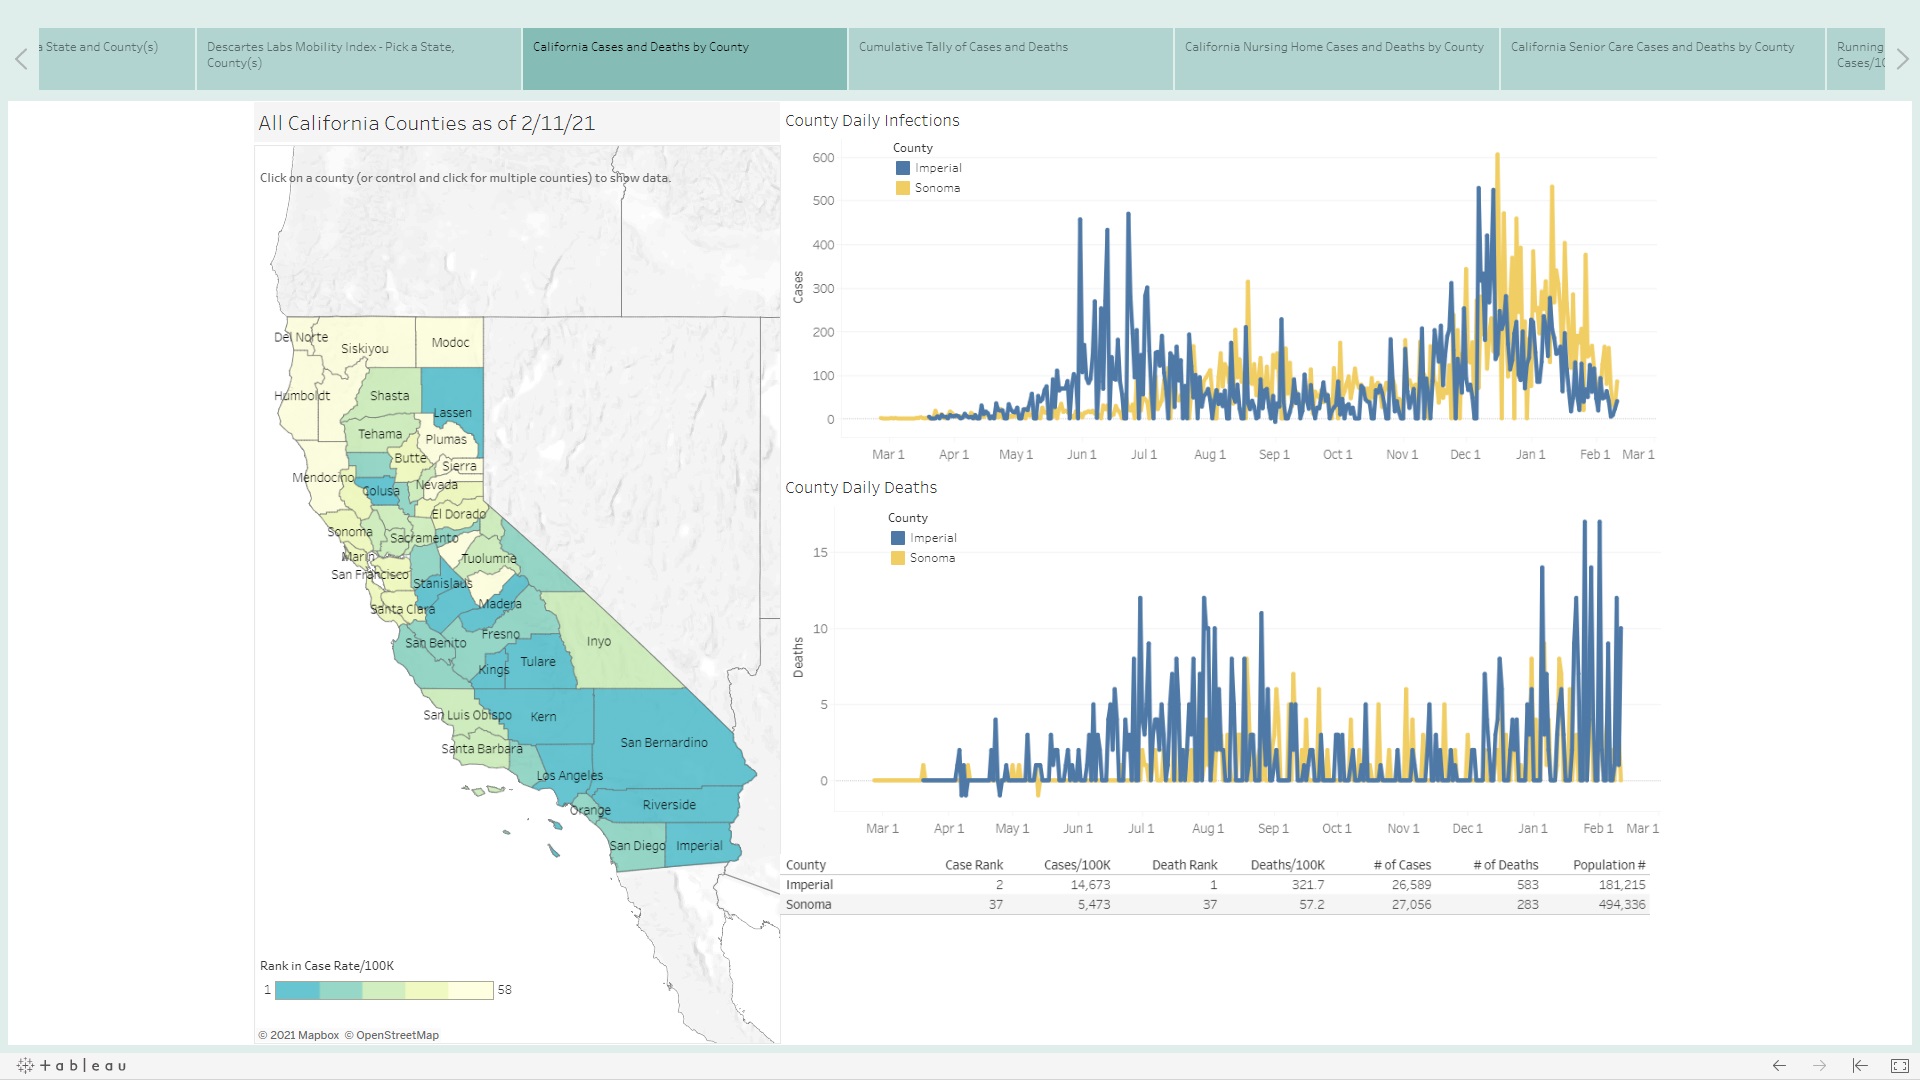 a State and County(s)
Descartes Labs Mobility Index - Pick a State,
County(s)
California Cases and Deaths by County
Cumulative Tally of Cases and Deaths
California Nursing Home Cases and Deaths by County
California Senior Care Cases and Deaths by County
Running
Cases/10
All California Counties as of 2/11/21
Click on a county (or control and click for multiple counties) to show data.
Del Norte
Siskiyou
Modoc
Humboldt
Shasta
Lassen
Tehama
Plumas
Butte
Sierra
Mendocino
Colusa
Nevada
El Dorado
Sonoma
Sacramento
Marin
Tuolumne
San Francisco
Stanislaus
Santa Clara
Madera
San Benito
Fresno
Inyo
Kings
Tulare
San Luis Obispo
Kern
San Bernardino
Santa Barbara
Los Angeles
Orange
Riverside
San Diego
Imperial
Rank in Case Rate/100K
1
58
© 2021 Mapbox © OpenStreetMap
County Daily Infections
County
Imperial
Sonoma
Cases
600
500
400
300
200
100
0
Mar 1 Apr 1 May 1 Jun 1 Jul 1 Aug 1 Sep 1 Oct 1 Nov 1 Dec 1 Jan 1 Feb 1 Mar 1
County Daily Deaths
County
Imperial
Sonoma
Deaths
15
10
5
0
Mar 1 Apr 1 May 1 Jun 1 Jul 1 Aug 1 Sep 1 Oct 1 Nov 1 Dec 1 Jan 1 Feb 1 Mar 1
County Case Rank Cases/100K Death Rank Deaths/100K # of Cases # of Deaths Population #
Imperial 2 14,673 1 321.7 26,589 583 181,215
Sonoma 37 5,473 37 57.2 27,056 283 494,336
+ableau